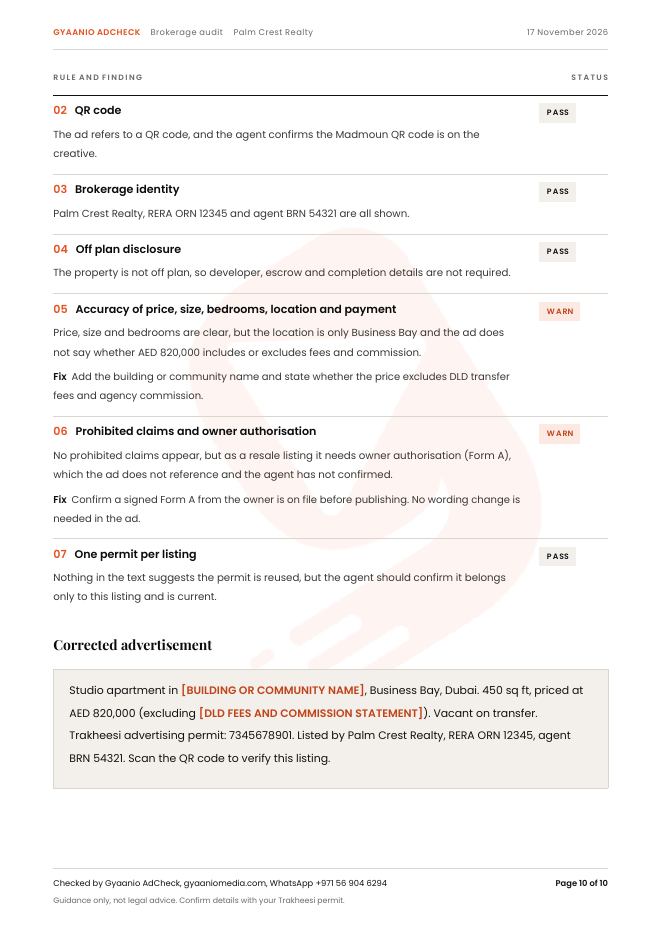 GYAANIO ADCHECK Brokerage audit Palm Crest Realty 17 November 2026
RULE AND FINDING STATUS
02 QR code PASS
The ad refers to a QR code, and the agent confirms the Madmoun QR code is on the
creative.
03 Brokerage identity PASS
Palm Crest Realty, RERA ORN 12345 and agent BRN 54321 are all shown.
04 Off plan disclosure PASS
The property is not off plan, so developer, escrow and completion details are not required.
05 Accuracy of price, size, bedrooms, location and payment WARN
Price, size and bedrooms are clear, but the location is only Business Bay and the ad does
not say whether AED 820,000 includes or excludes fees and commission.
Fix Add the building or community name and state whether the price excludes DLD transfer
fees and agency commission.
06 Prohibited claims and owner authorisation WARN
No prohibited claims appear, but as a resale listing it needs owner authorisation (Form A),
which the ad does not reference and the agent has not confirmed.
Fix Confirm a signed Form A from the owner is on file before publishing. No wording change is
needed in the ad.
07 One permit per listing PASS
Nothing in the text suggests the permit is reused, but the agent should confirm it belongs
only to this listing and is current.
Corrected advertisement
Studio apartment in [BUILDING OR COMMUNITY NAME], Business Bay, Dubai. 450 sq ft, priced at
AED 820,000 (excluding [DLD FEES AND COMMISSION STATEMENT]). Vacant on transfer.
Trakheesi advertising permit: 7345678901. Listed by Palm Crest Realty, RERA ORN 12345, agent
BRN 54321. Scan the QR code to verify this listing.
Checked by Gyaanio AdCheck, gyaaniomedia.com, WhatsApp +971 56 904 6294 Page 10 of 10
Guidance only, not legal advice. Confirm details with your Trakheesi permit.